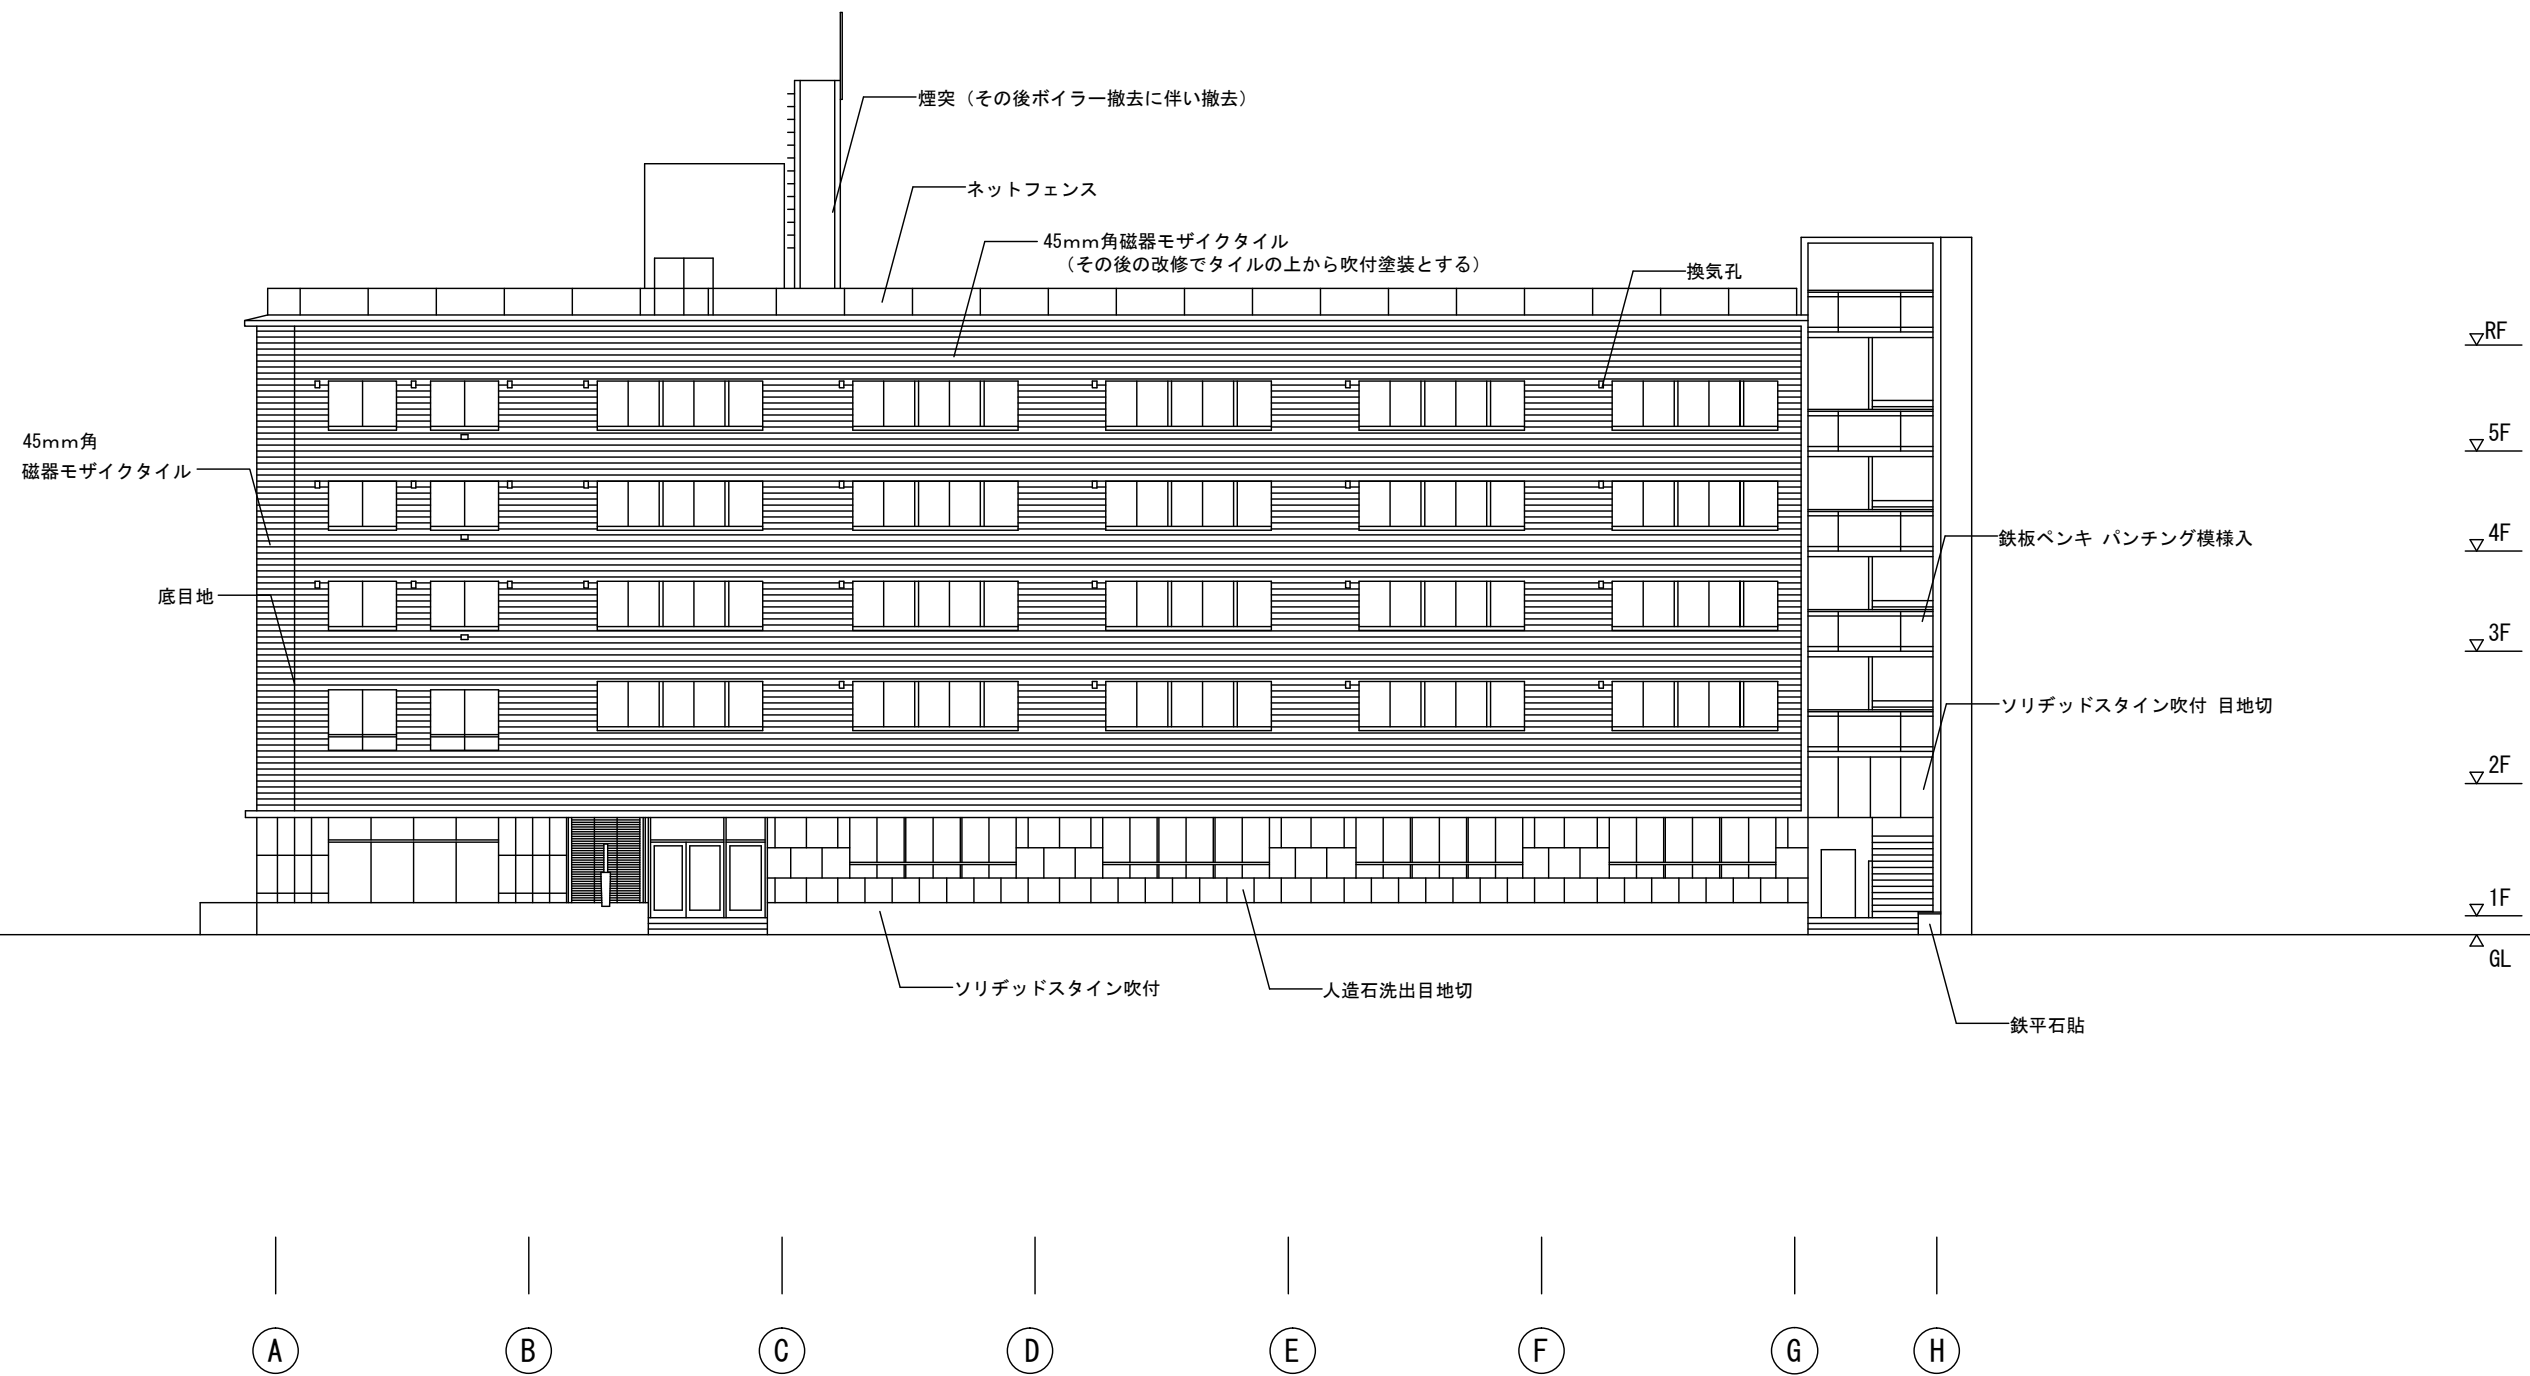 煙突（その後ボイラー撤去に伴い撤去）
ネットフェンス
45mm角磁器モザイクタイル
（その後の改修でタイルの上から吹付塗装とする）
換気孔
RF
5F
45mm角
磁器モザイクタイル
4F
鉄板ペンキ パンチング模様入
底目地
3F
ソリヂッドスタイン吹付 目地切
2F
1F
GL
ソリヂッドスタイン吹付
人造石洗出目地切
鉄平石貼
A B C D E F G H